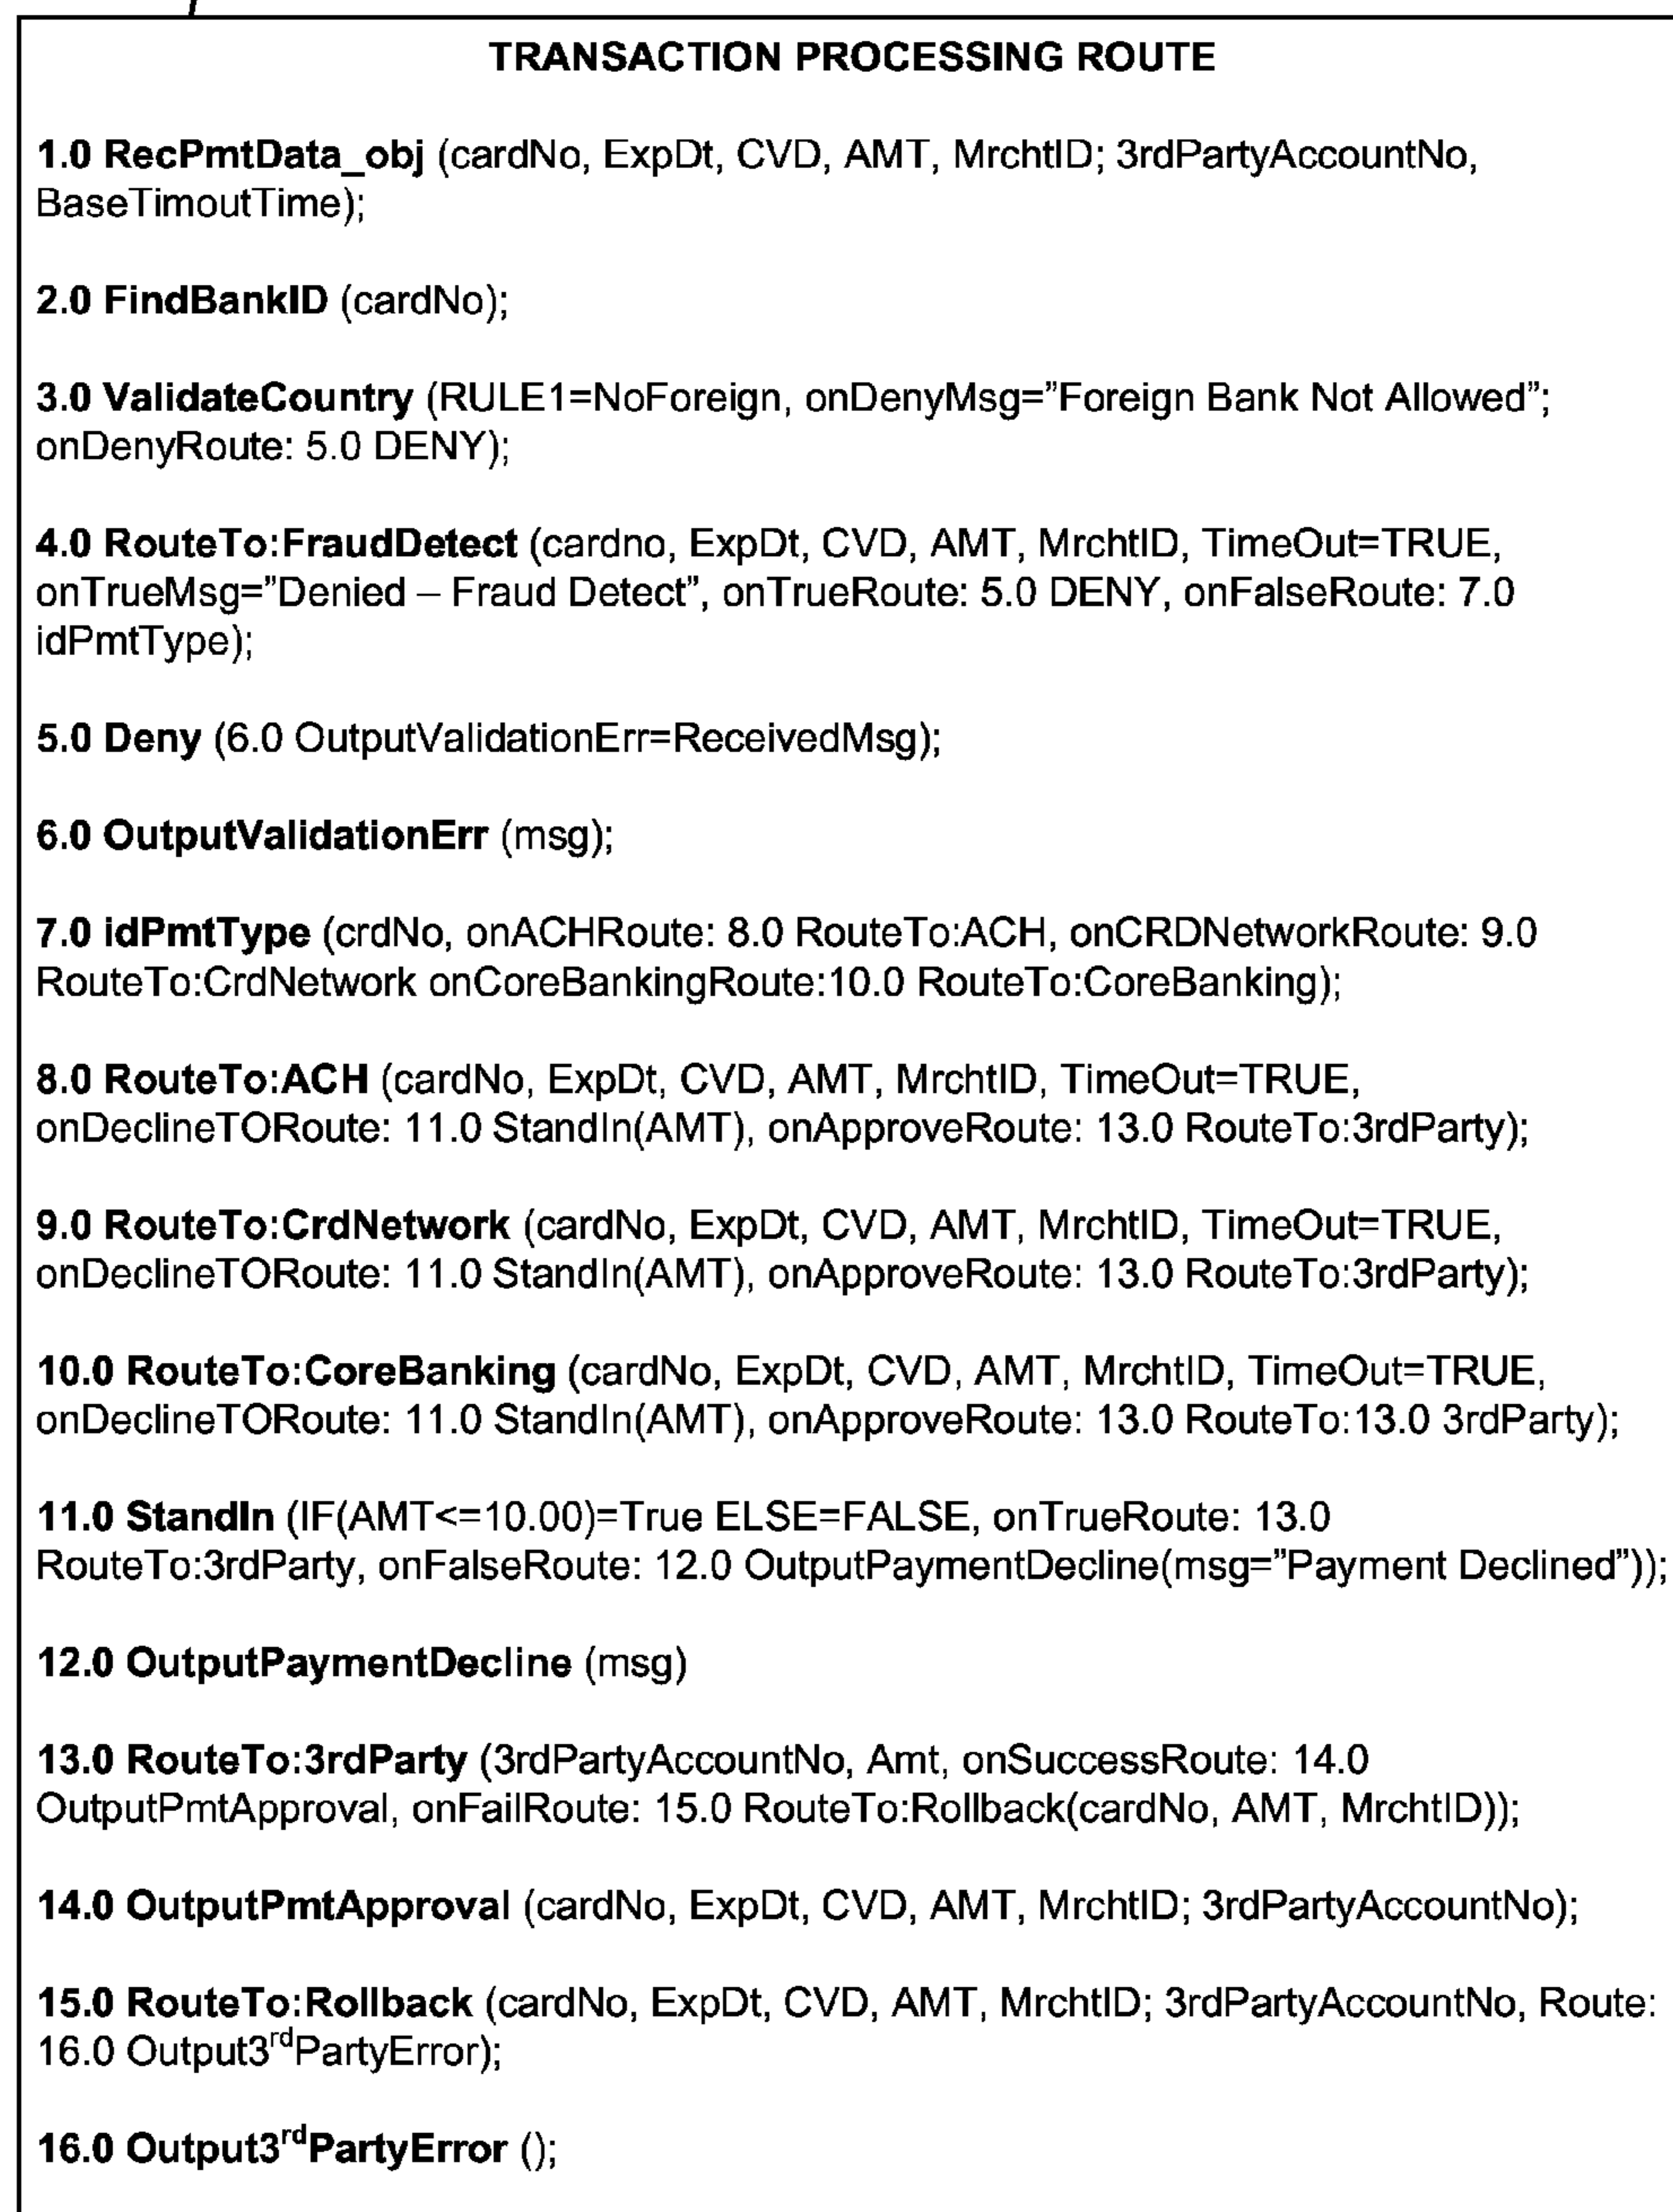 TRANSACTION PROCESSING ROUTE
1.0 RecPmtData_obj (cardNo, ExpDt, CVD, AMT, MrchtID; 3rdPartyAccountNo,
BaseTimoutTime);
2.0 FindBankID (cardNo);
3.0 ValidateCountry (RULE1=NoForeign, onDenyMsg=”Foreign Bank Not Allowed”;
onDenyRoute: 5.0 DENY);
4.0 RouteTo:FraudDetect (cardno, ExpDt, CVD, AMT, MrchtID, TimeOut=TRUE,
onTrueMsg=”Denied – Fraud Detect”, onTrueRoute: 5.0 DENY, onFalseRoute: 7.0
idPmtType);
5.0 Deny (6.0 OutputValidationErr=ReceivedMsg);
6.0 OutputValidationErr (msg);
7.0 idPmtType (crdNo, onACHRoute: 8.0 RouteTo:ACH, onCRDNetworkRoute: 9.0
RouteTo:CrdNetwork onCoreBankingRoute:10.0 RouteTo:CoreBanking);
8.0 RouteTo:ACH (cardNo, ExpDt, CVD, AMT, MrchtID, TimeOut=TRUE,
onDeclineTORoute: 11.0 StandIn(AMT), onApproveRoute: 13.0 RouteTo:3rdParty);
9.0 RouteTo:CrdNetwork (cardNo, ExpDt, CVD, AMT, MrchtID, TimeOut=TRUE,
onDeclineTORoute: 11.0 StandIn(AMT), onApproveRoute: 13.0 RouteTo:3rdParty);
10.0 RouteTo:CoreBanking (cardNo, ExpDt, CVD, AMT, MrchtID, TimeOut=TRUE,
onDeclineTORoute: 11.0 StandIn(AMT), onApproveRoute: 13.0 RouteTo:13.0 3rdParty);
11.0 StandIn (IF(AMT<=10.00)=True ELSE=FALSE, onTrueRoute: 13.0
RouteTo:3rdParty, onFalseRoute: 12.0 OutputPaymentDecline(msg=”Payment Declined”));
12.0 OutputPaymentDecline (msg)
13.0 RouteTo:3rdParty (3rdPartyAccountNo, Amt, onSuccessRoute: 14.0
OutputPmtApproval, onFailRoute: 15.0 RouteTo:Rollback(cardNo, AMT, MrchtID));
14.0 OutputPmtApproval (cardNo, ExpDt, CVD, AMT, MrchtID; 3rdPartyAccountNo);
15.0 RouteTo:Rollback (cardNo, ExpDt, CVD, AMT, MrchtID; 3rdPartyAccountNo, Route:
16.0 Output3rdPartyError);
16.0 Output3rdPartyError ();